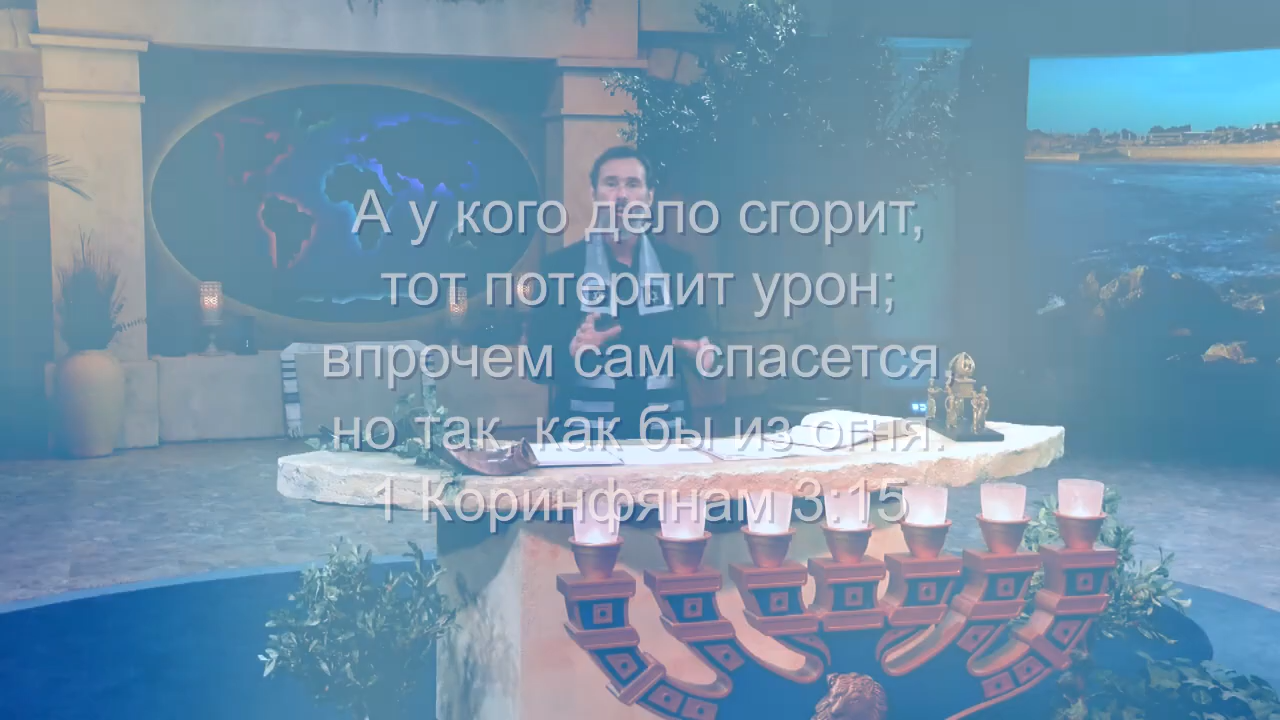 А у кого дело сгорит,
тот потерпит урон;
впрочем сам спасется
но так, как бы из огня.
1 Коринфянам 3:15